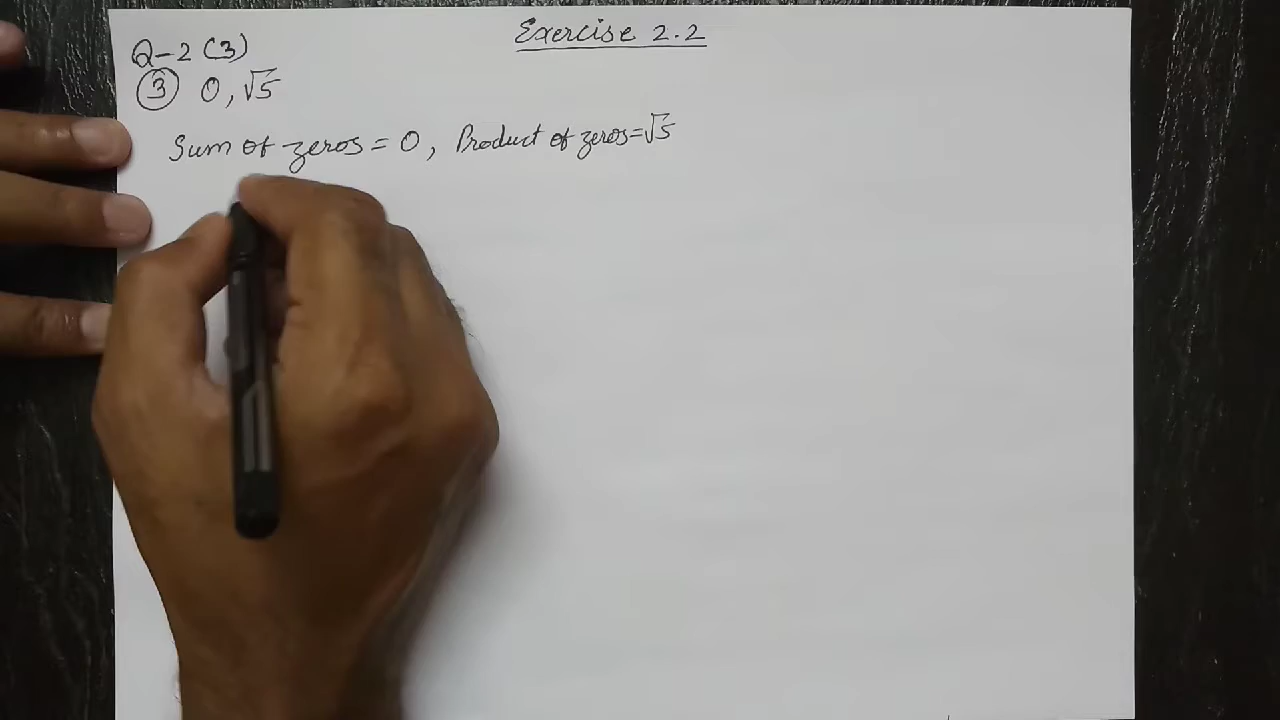 Exercise 2.2
Q-2 (3)
③ 0, √5
Sum of zeros = 0, Product of zeros = √5